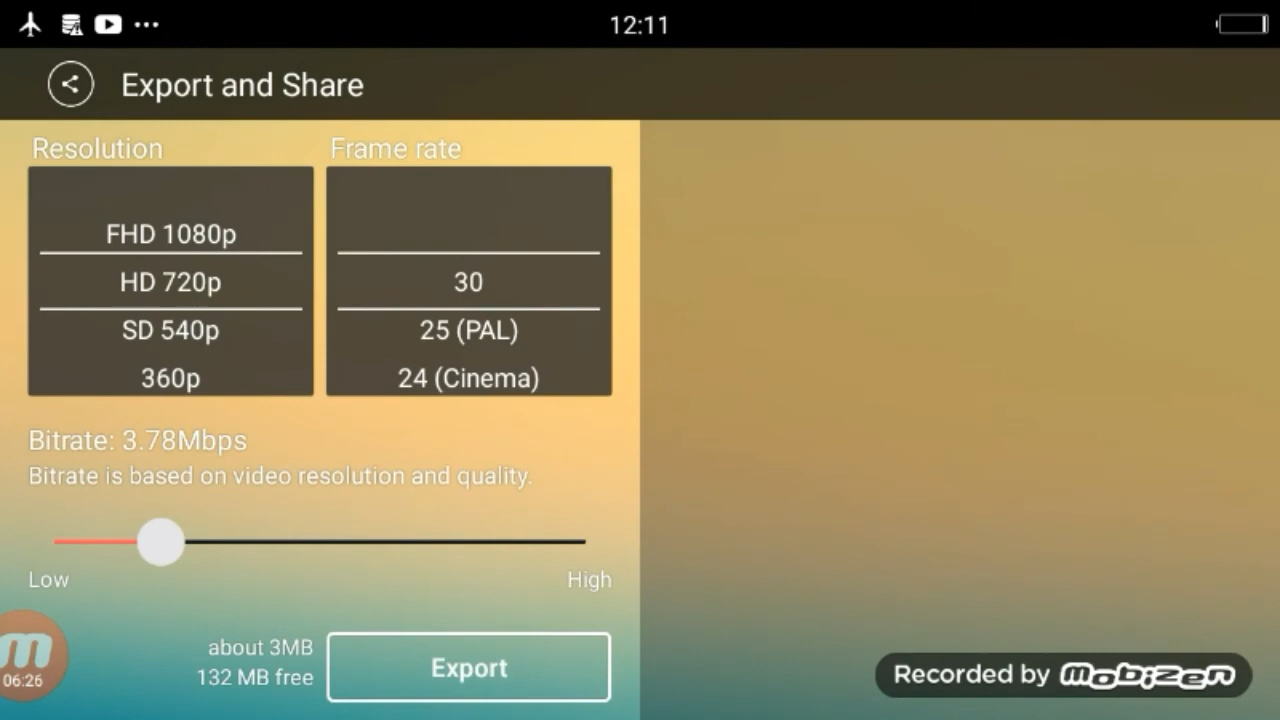 12:11
Export and Share
Resolution
Frame rate
FHD 1080p
HD 720p
30
SD 540p
25 (PAL)
360p
24 (Cinema)
Bitrate: 3.78Mbps
Bitrate is based on video resolution and quality.
Low
High
m
06:26
about 3MB
132 MB free
Export
Recorded by mobizen